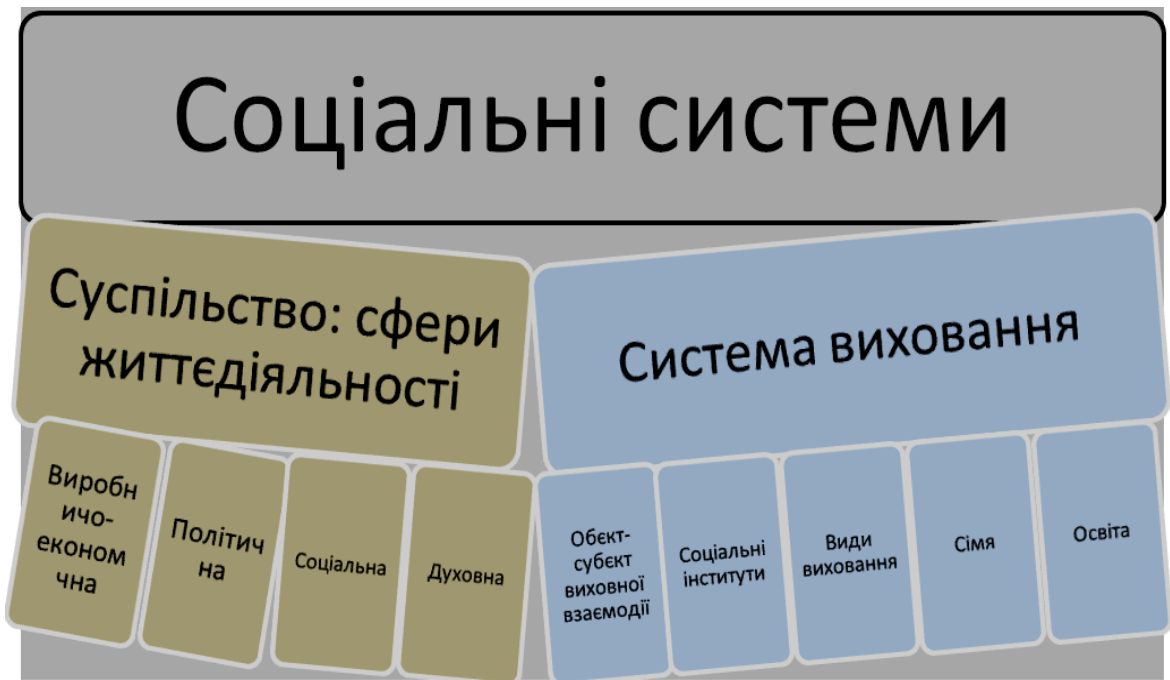 Соціальні системи
Суспільство: сфери
життєдіяльності
Система виховання
Виробн
ичо-
економ
чна
Політич
на
Соціальна
Духовна
Обєкт-
субєкт
виховної
взаємодії
Соціальні
інститути
Види
виховання
Сімя
Освіта